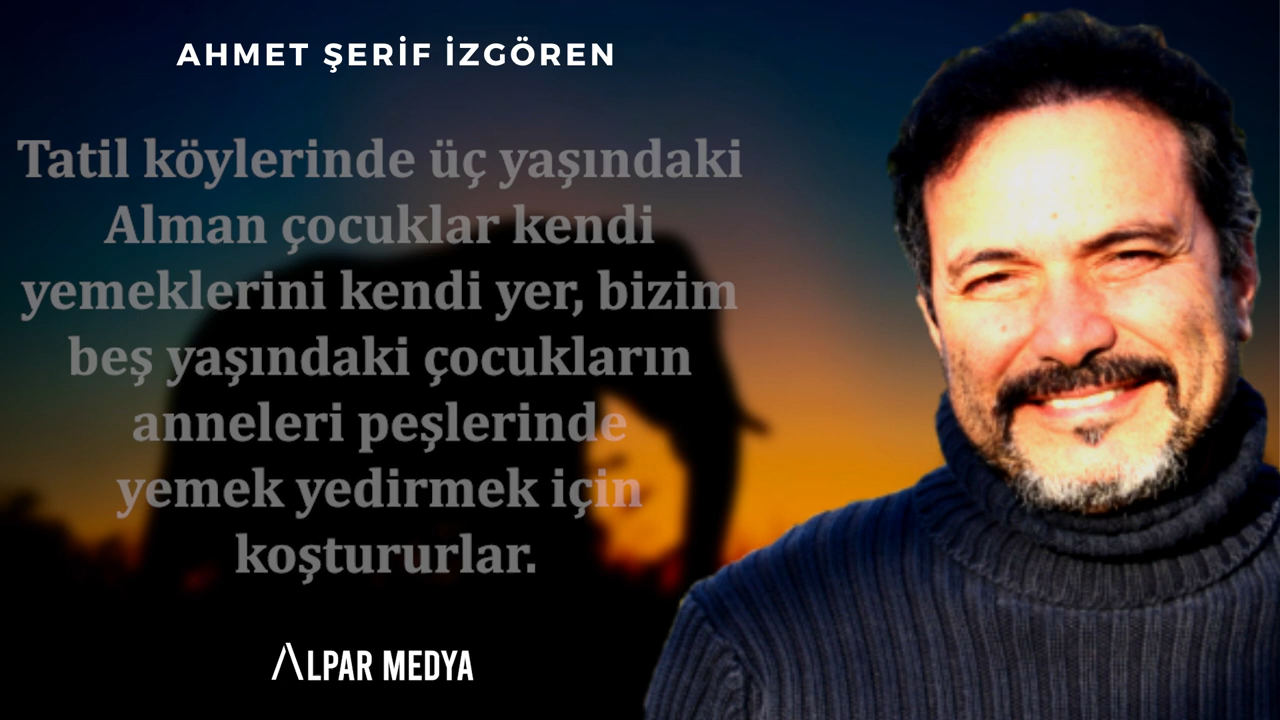 AHMET ŞERİF İZGÖREN
Tatil köylerinde üç yaşındaki
Alman çocuklar kendi
yemeklerini kendi yer, bizim
beş yaşındaki çocukların
anneleri peşlerinde
yemek yedirmek için
koştururlar.
ALPAR MEDYA